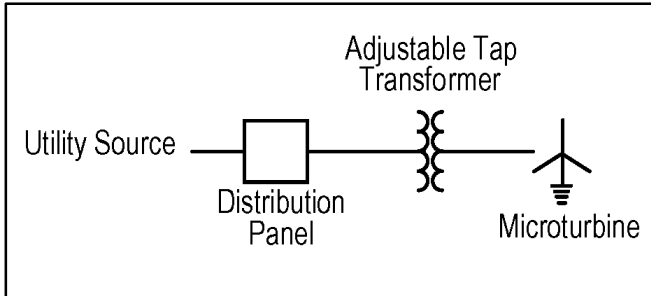 Adjustable Tap
Transformer
Utility Source
Distribution
Panel
Microturbine